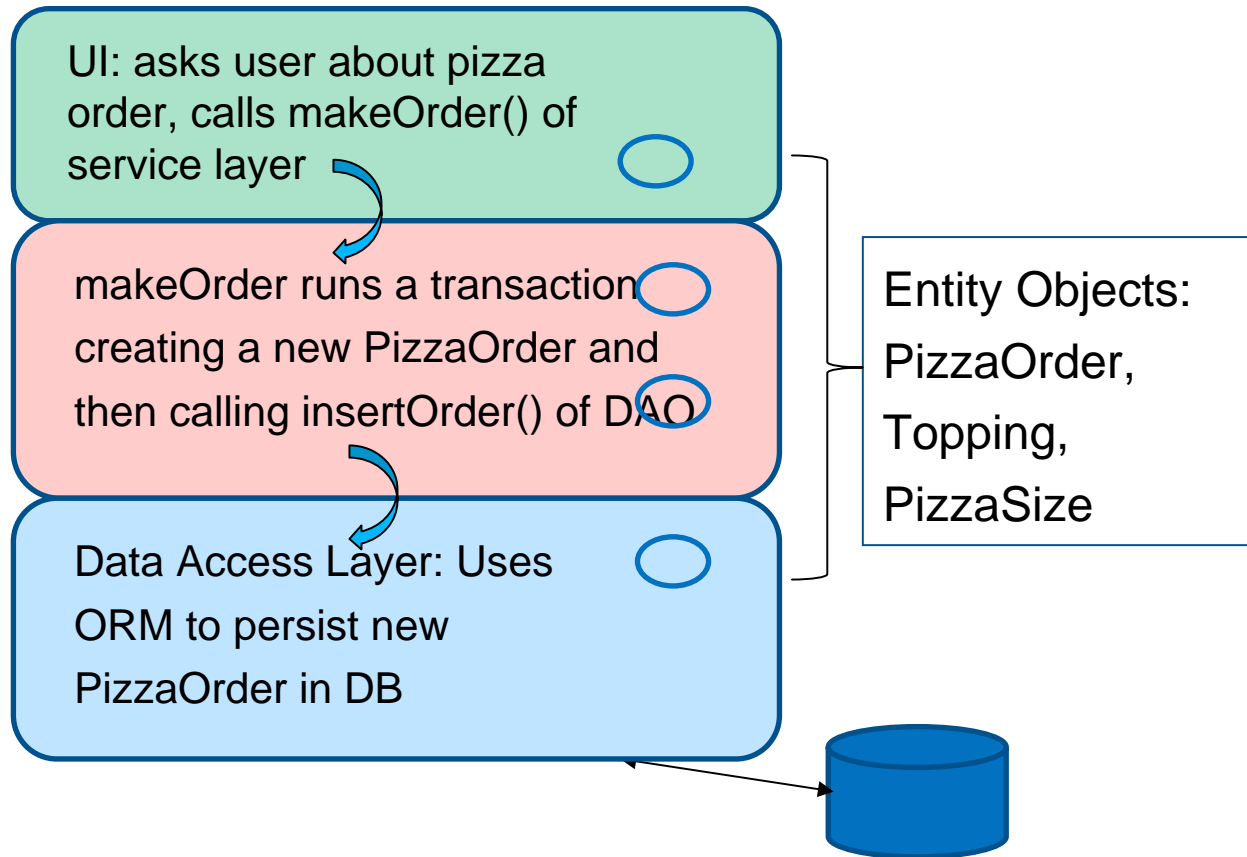 UI: asks user about pizza
order, calls makeOrder() of
service layer
makeOrder runs a transaction
creating a new PizzaOrder and
then calling insertOrder() of DAO
Data Access Layer: Uses
ORM to persist new
PizzaOrder in DB
Entity Objects:
PizzaOrder,
Topping,
PizzaSize